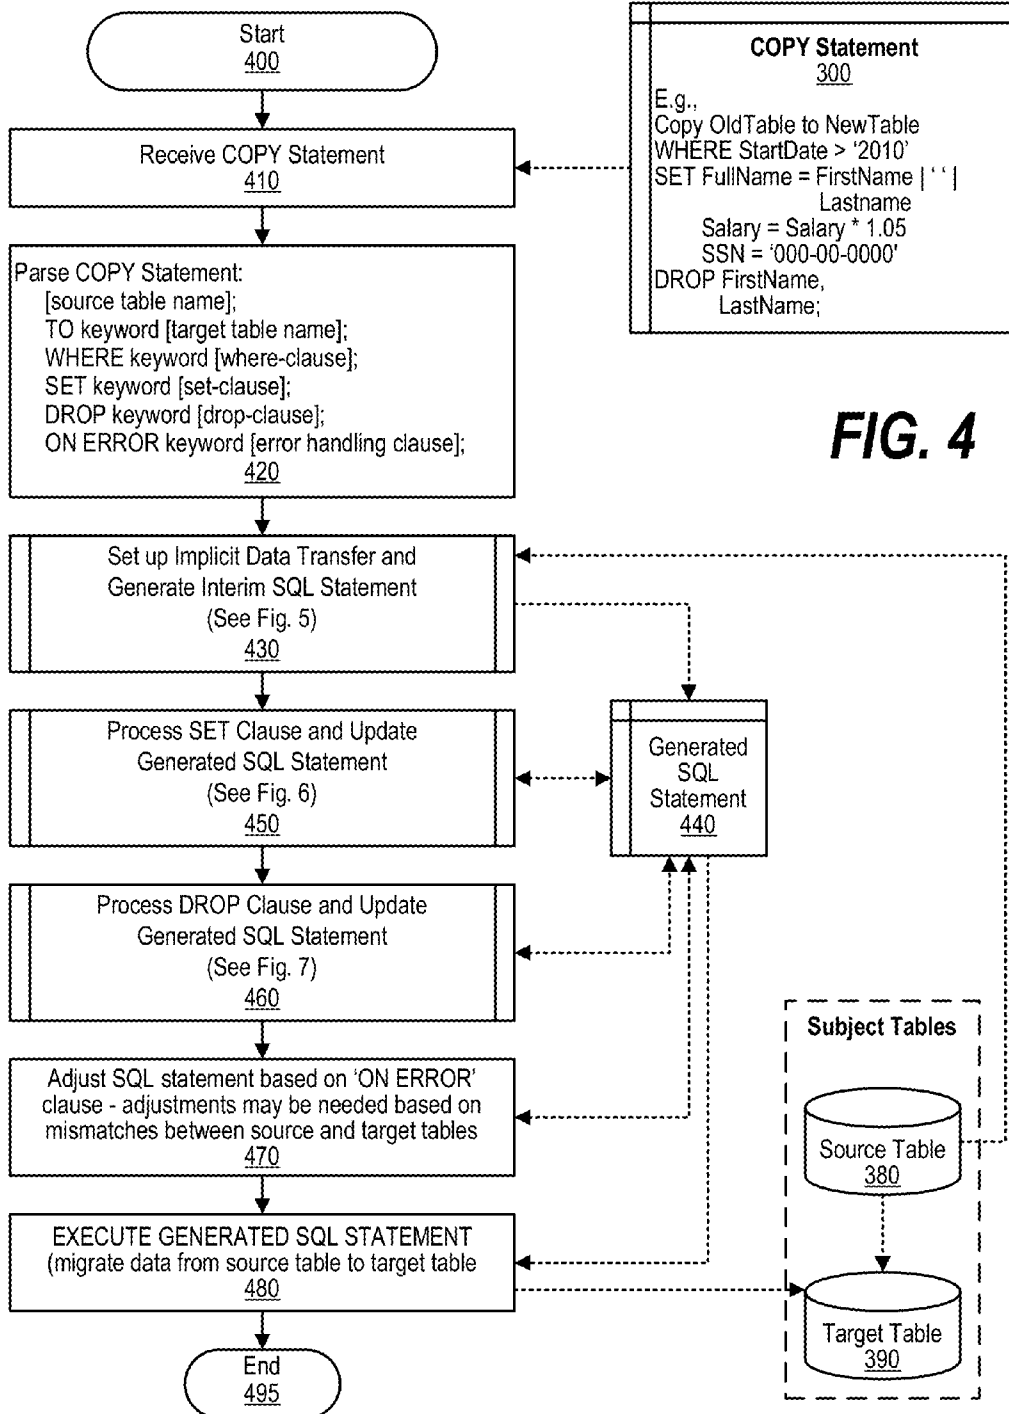 Start
400
COPY Statement
300
E.g.,
Copy OldTable to NewTable
WHERE StartDate > '2010'
SET FullName = FirstName | ' ' |
Lastname
Salary = Salary * 1.05
SSN = '000-00-0000'
DROP FirstName,
LastName;
Receive COPY Statement
410
Parse COPY Statement:
[source table name];
TO keyword [target table name];
WHERE keyword [where-clause];
SET keyword [set-clause];
DROP keyword [drop-clause];
ON ERROR keyword [error handling clause];
420
FIG. 4
Set up Implicit Data Transfer and
Generate Interim SQL Statement
(See Fig. 5)
430
Process SET Clause and Update
Generated SQL Statement
(See Fig. 6)
450
Generated
SQL
Statement
440
Process DROP Clause and Update
Generated SQL Statement
(See Fig. 7)
460
Adjust SQL statement based on 'ON ERROR'
clause - adjustments may be needed based on
mismatches between source and target tables
470
Subject Tables
Source Table
380
EXECUTE GENERATED SQL STATEMENT
(migrate data from source table to target table
480
Target Table
390
End
495